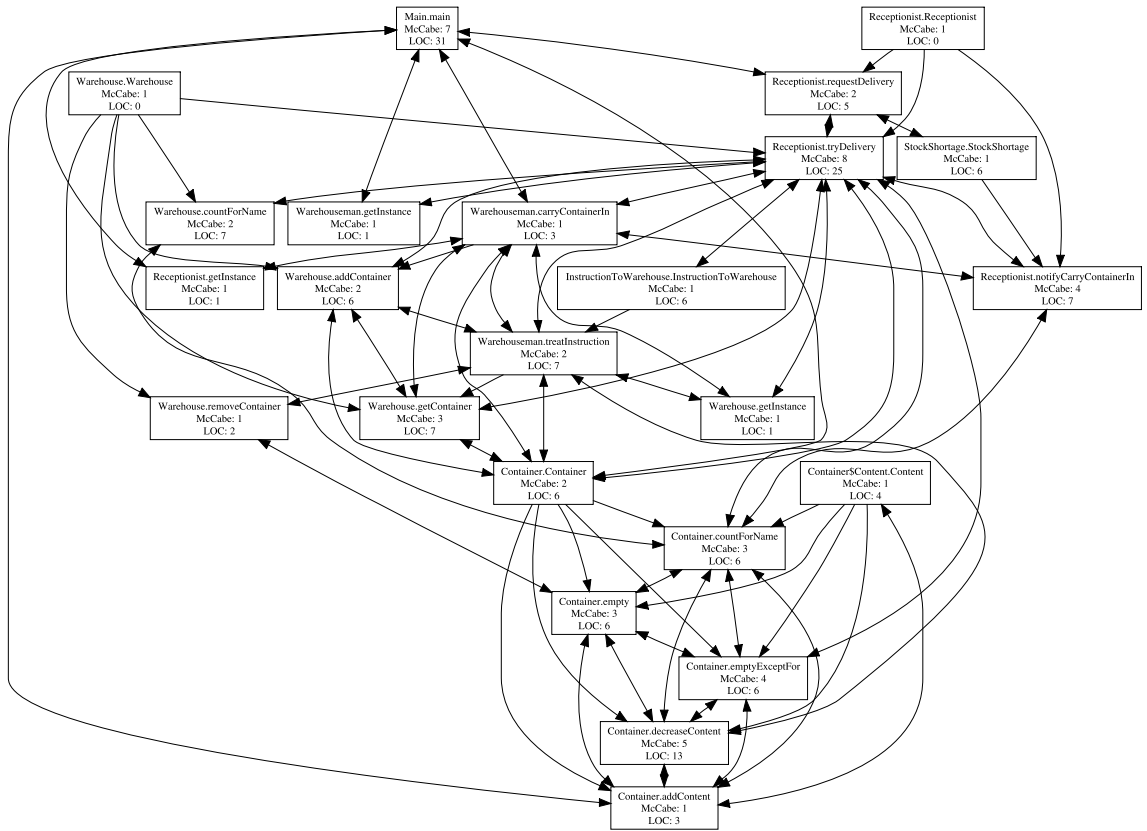 Main.main
McCabe: 7
LOC: 31
Receptionist.Receptionist
McCabe: 1
LOC: 0
Warehouse.Warehouse
McCabe: 1
LOC: 0
Receptionist.requestDelivery
McCabe: 2
LOC: 5
Receptionist.tryDelivery
McCabe: 8
LOC: 25
StockShortage.StockShortage
McCabe: 1
LOC: 6
Warehouse.countForName
McCabe: 2
LOC: 7
Warehouseman.getInstance
McCabe: 1
LOC: 1
Warehouseman.carryContainerIn
McCabe: 1
LOC: 3
Receptionist.getInstance
McCabe: 1
LOC: 1
Warehouse.addContainer
McCabe: 2
LOC: 6
InstructionToWarehouse.InstructionToWarehouse
McCabe: 1
LOC: 6
Receptionist.notifyCarryContainerIn
McCabe: 4
LOC: 7
Warehouseman.treatInstruction
McCabe: 2
LOC: 7
Warehouse.removeContainer
McCabe: 1
LOC: 2
Warehouse.getContainer
McCabe: 3
LOC: 7
Warehouse.getInstance
McCabe: 1
LOC: 1
Container.Container
McCabe: 2
LOC: 6
Container$Content.Content
McCabe: 1
LOC: 4
Container.countForName
McCabe: 3
LOC: 6
Container.empty
McCabe: 3
LOC: 6
Container.emptyExceptFor
McCabe: 4
LOC: 6
Container.decreaseContent
McCabe: 5
LOC: 13
Container.addContent
McCabe: 1
LOC: 3